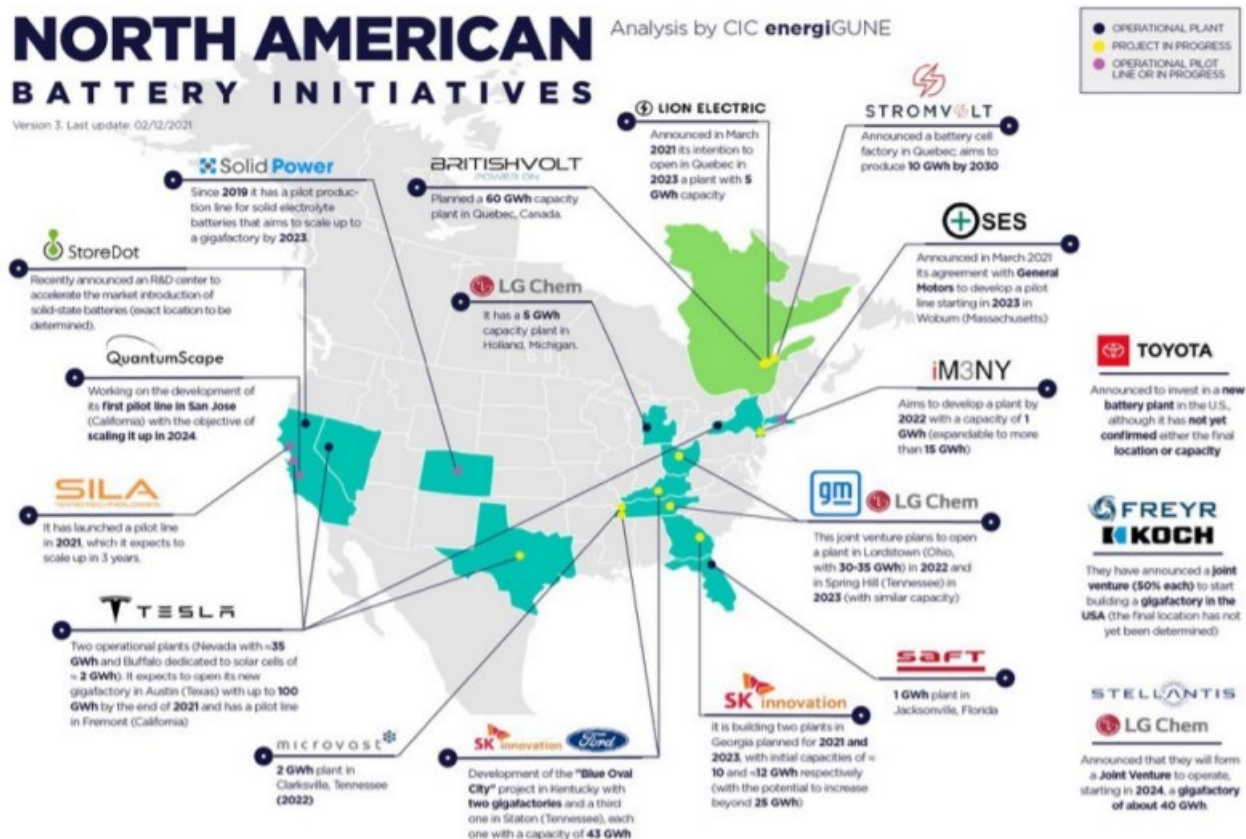 NORTH AMERICAN
BATTERY INITIATIVES
Analysis by CIC energiGUNE
Version 3. Last update: 02/12/2021
OPERATIONAL PLANT
PROJECT IN PROGRESS
OPERATIONAL PILOT
LINE OR IN PROGRESS
Solid Power
Since 2019 it has a pilot produc-
tion line for solid electrolyte
batteries that aims to scale up to
a gigafactory by 2023.
BRITISHVOLT
POWER ON
Planned a 60 GWh capacity
plant in Quebec, Canada.
LION ELECTRIC
Announced in March
2021 its intention to
open in Quebec in
2023 a plant with 5
GWh capacity
STROMVOLT
Announced a battery cell
factory in Quebec; aims to
produce 10 GWh by 2030
StoreDot
Recently announced an R&D center to
accelerate the market introduction of
solid-state batteries (exact location to be
determined).
LG Chem
It has a 5 GWh
capacity plant in
Holland, Michigan.
SES
Announced in March 2021
its agreement with General
Motors to develop a pilot
line starting in 2023 in
Woburn (Massachusetts)
QuantumScape
Working on the development of
its first pilot line in San Jose
(California) with the objective of
scaling it up in 2024.
iM3NY
Aims to develop a plant by
2022 with a capacity of 1
GWh (expandable to more
than 15 GWh)
TOYOTA
Announced to invest in a new
battery plant in the U.S.,
although it has not yet
confirmed either the final
location or capacity
SILA
NANOTECHNOLOGIES
It has launched a pilot line
in 2021, which it expects to
scale up in 3 years.
gm LG Chem
This joint venture plans to open
a plant in Lordstown (Ohio,
with 30-35 GWh) in 2022 and
in Spring Hill (Tennessee) in
2023 (with similar capacity)
FREYR
KOCH
They have announced a joint
venture (50% each) to start
building a gigafactory in the
USA (the final location has not
yet been determined)
TESLA
Two operational plants (Nevada with ≈35
GWh and Buffalo dedicated to solar cells of
≈ 2 GWh). It expects to open its new
gigafactory in Austin (Texas) with up to 100
GWh by the end of 2021 and has a pilot line
in Fremont (California)
microvast
2 GWh plant in
Clarksville, Tennessee
(2022)
SK innovation Ford
Development of the "Blue Oval
City" project in Kentucky with
two gigafactories and a third
one in Staton (Tennessee), each
one with a capacity of 43 GWh
SK innovation
It is building two plants in
Georgia planned for 2021 and
2023, with initial capacities of ≈
10 and ≈12 GWh respectively
(with the potential to increase
beyond 25 GWh)
saft
1 GWh plant in
Jacksonville, Florida
STELLANTIS
LG Chem
Announced that they will form
a Joint Venture to operate,
starting in 2024, a gigafactory
of about 40 GWh.